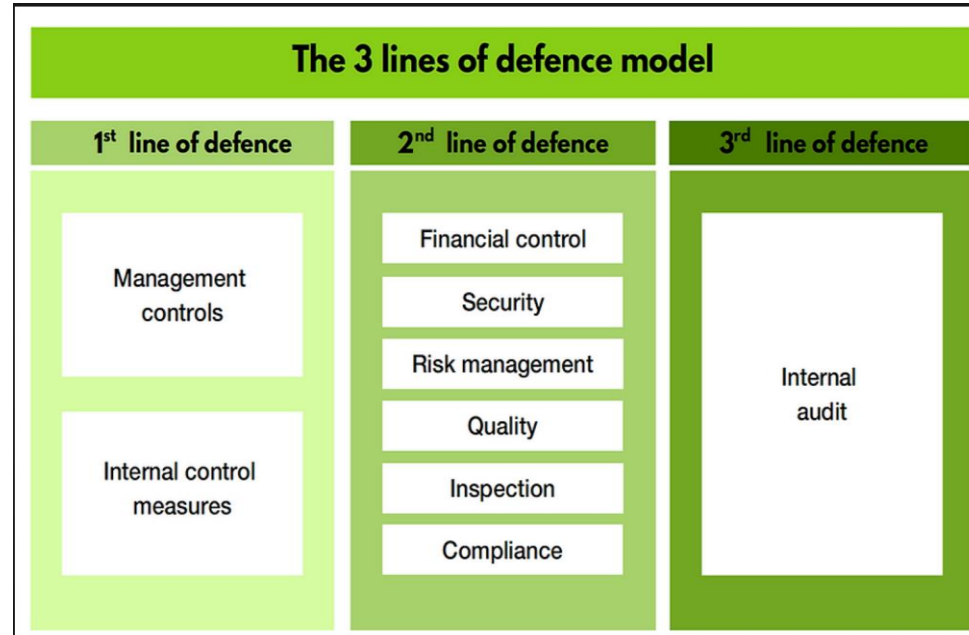 The 3 lines of defence model
1st line of defence
Management
controls
Internal control
measures
2nd line of defence
Financial control
Security
Risk management
Quality
Inspection
Compliance
3rd line of defence
Internal
audit